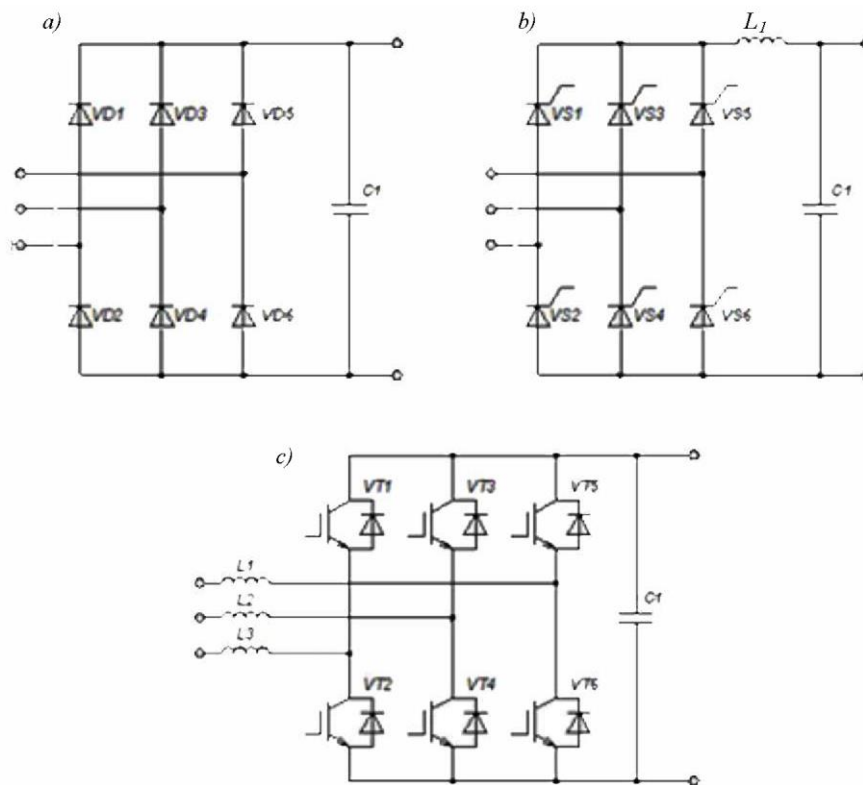 a)
VD1 VD3 VD5
C1
VD2 VD4 VD6
b)
L1
VS1 VS3 VS5
C1
VS2 VS4 VS6
c)
VT1 VT3 VT5
L1
L2
L3
C1
VT2 VT4 VT6